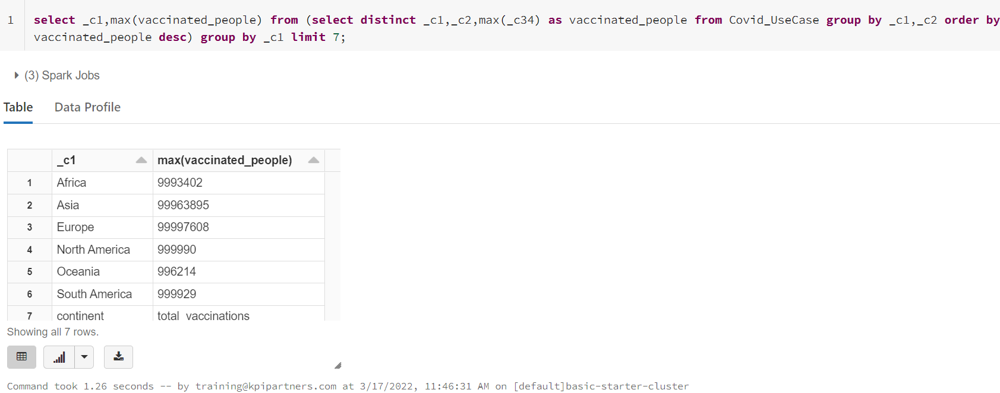 1 select _c1,max(vaccinated_people) from (select distinct _c1,_c2,max(_c34) as vaccinated_people from Covid_UseCase group by _c1,_c2 order by
vaccinated_people desc) group by _c1 limit 7;
(3) Spark Jobs
Table Data Profile
_c1 max(vaccinated_people)
1 Africa 9993402
2 Asia 99963895
3 Europe 99997608
4 North America 999990
5 Oceania 996214
6 South America 999929
7 continent total_vaccinations
Showing all 7 rows.
Command took 1.26 seconds -- by training@kpipartners.com at 3/17/2022, 11:46:31 AM on [default]basic-starter-cluster